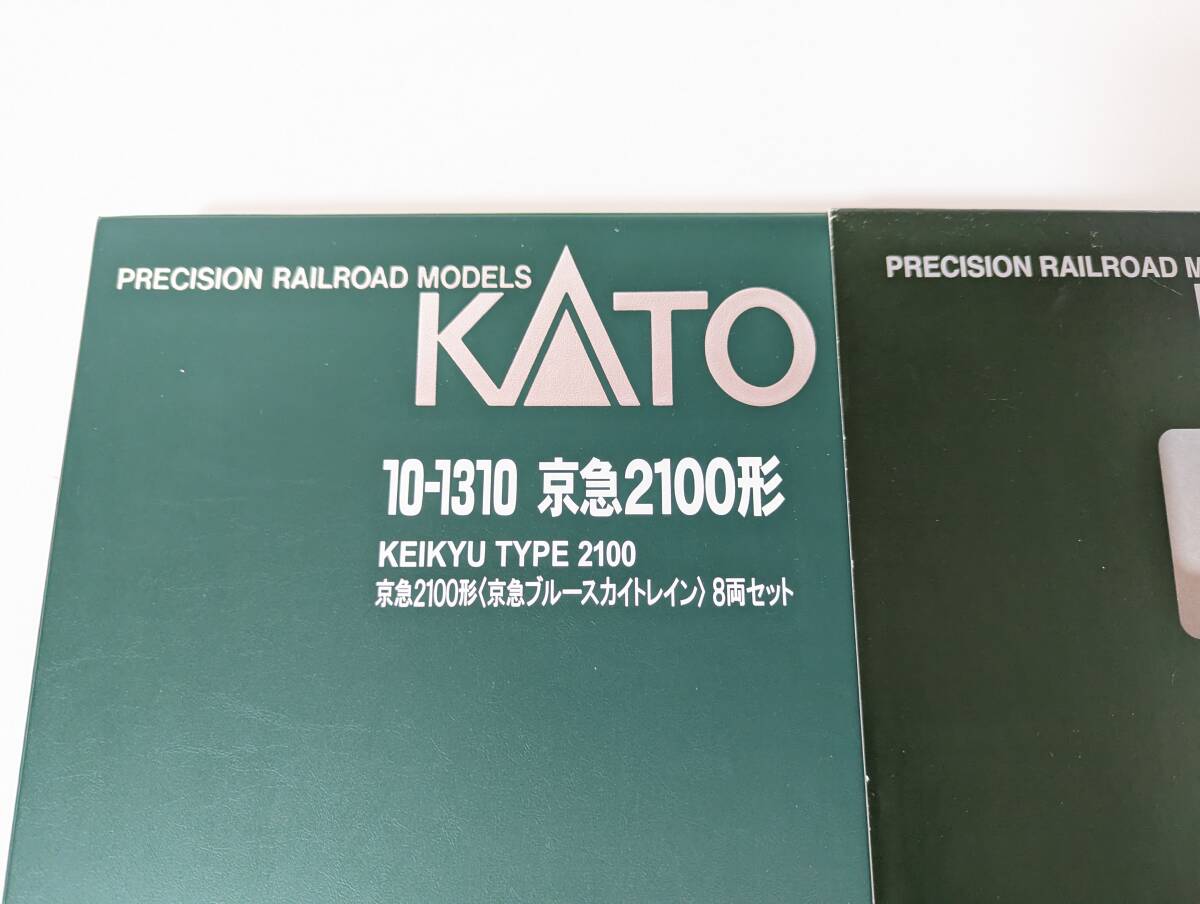 PRECISION RAILROAD MODELS
KATO
10-1310 京急2100形
KEIKYU TYPE 2100
京急2100形〈京急ブルースカイトレイン〉8両セット
PRECISION RAILROAD